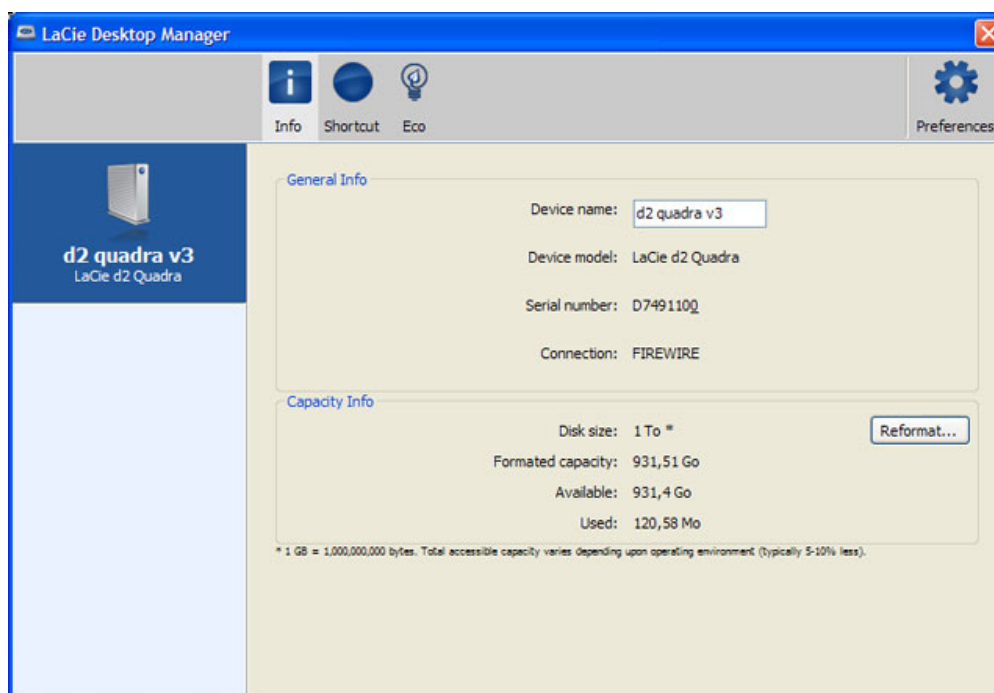 LaCie Desktop Manager
Info Shortcut Eco Preferences
d2 quadra v3
LaCie d2 Quadra
General Info
Device name: d2 quadra v3
Device model: LaCie d2 Quadra
Serial number: D7491100
Connection: FIREWIRE
Capacity Info
Disk size: 1 To *
Reformat...
Formated capacity: 931,51 Go
Available: 931,4 Go
Used: 120,58 Mo
* 1 GB = 1,000,000,000 bytes. Total accessible capacity varies depending upon operating environment (typically 5-10% less).